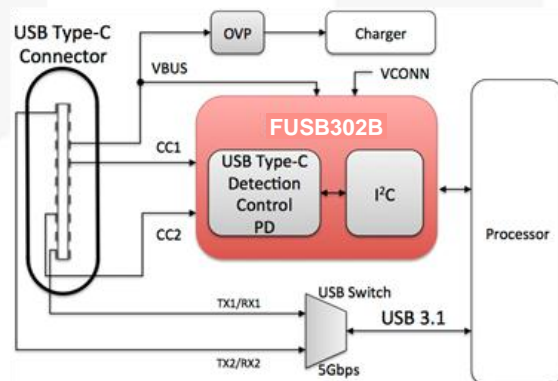 USB Type-C
Connector
OVP
Charger
VBUS
VCONN
FUSB302B
CC1
USB Type-C
Detection
Control
PD
I²C
CC2
Processor
TX1/RX1
USB Switch
USB 3.1
TX2/RX2
5Gbps